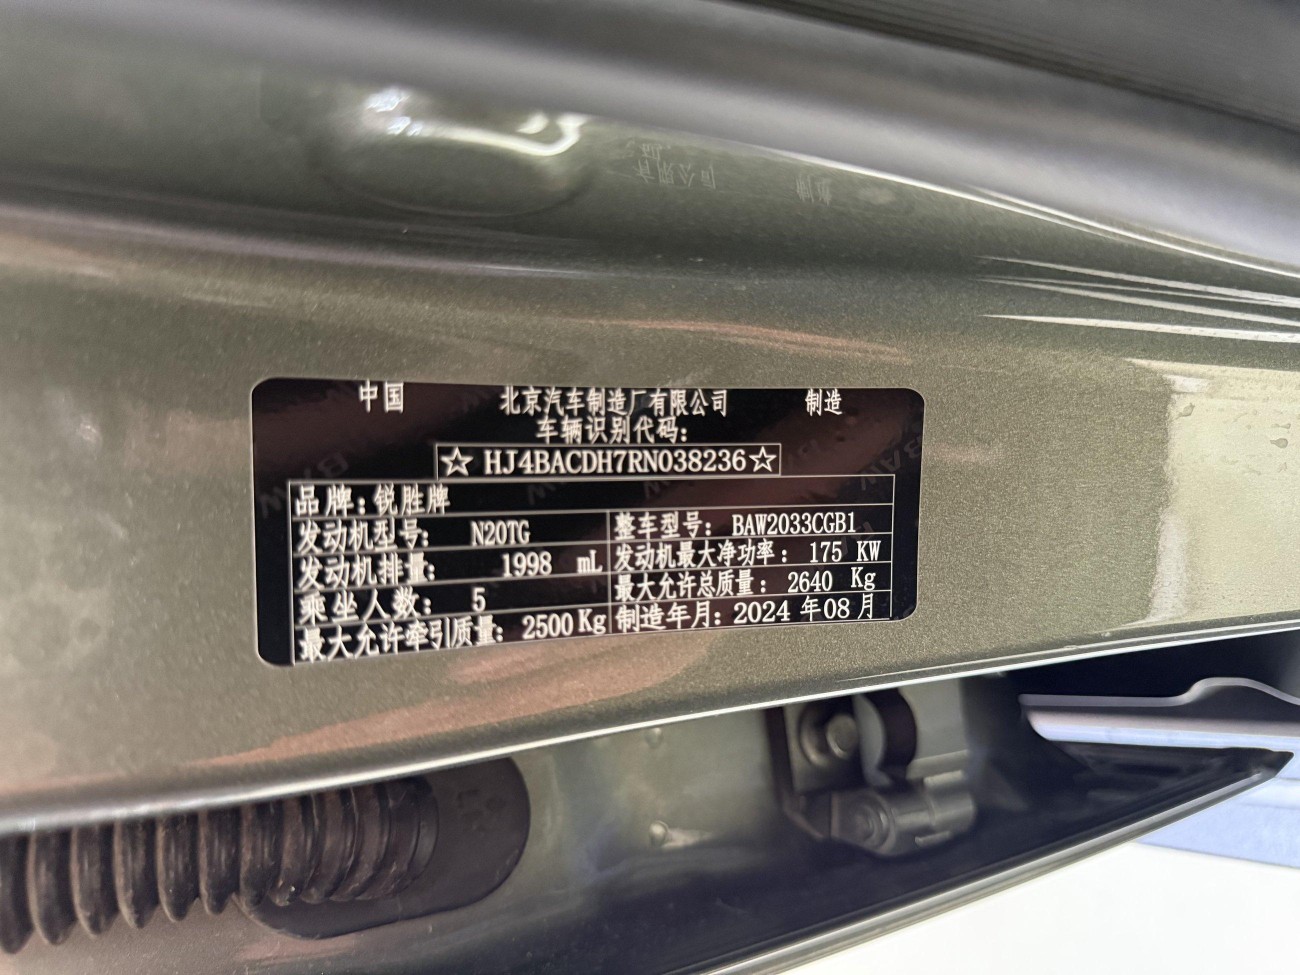 中国 北京汽车制造厂有限公司 制造
车辆识别代码：
☆ HJ4BACDH7RN038236☆
品牌：锐胜牌
发动机型号： N20TG 整车型号： BAW2033CGB1
发动机排量： 1998 mL 发动机最大净功率： 175 KW
乘坐人数： 5 最大允许总质量： 2640 Kg
最大允许牵引质量： 2500Kg 制造年月：2024 年08 月